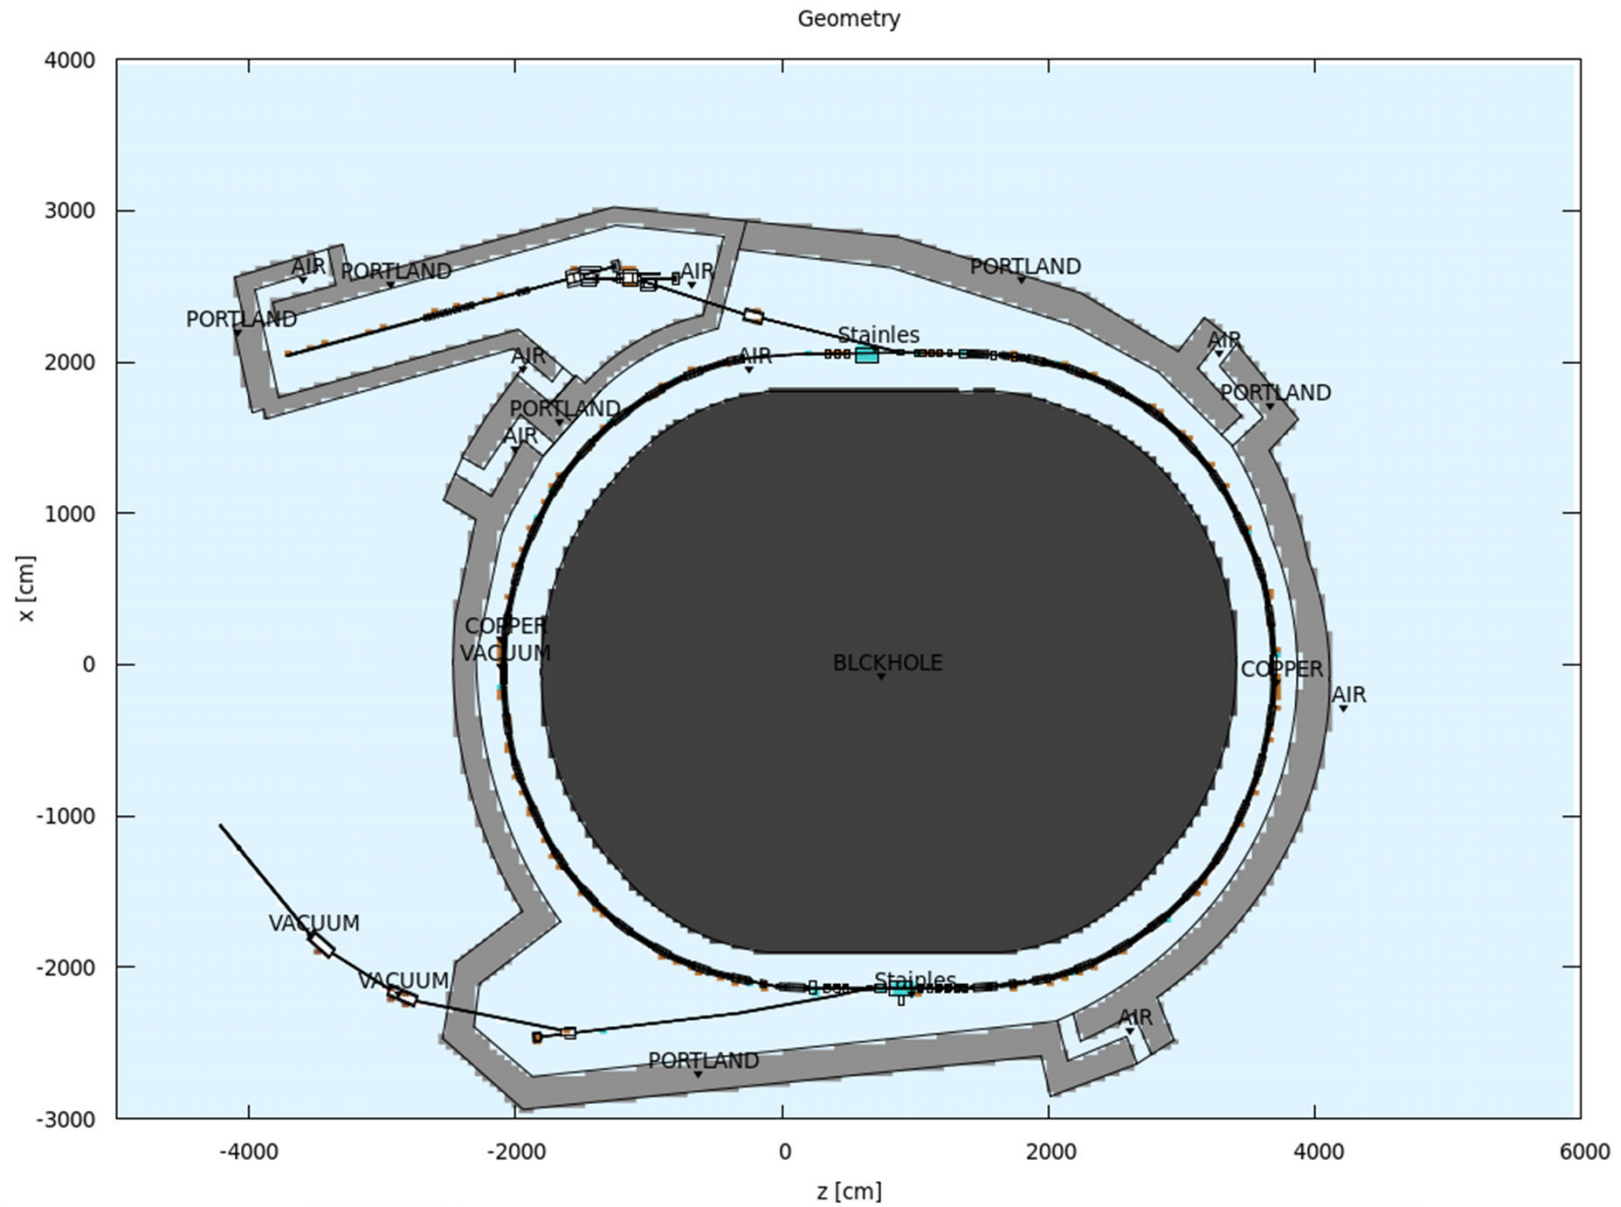 Geometry
4000
3000
2000
1000
0
-1000
-2000
-3000
x [cm]
-4000
-2000
0
2000
4000
6000
z [cm]
AIR
PORTLAND
PORTLAND
AIR
PORTLAND
Stainles
AIR
AIR
AIR
PORTLAND
PORTLAND
AIR
COPPER
VACUUM
BLCKHOLE
COPPER
AIR
VACUUM
VACUUM
Stainles
AIR
PORTLAND